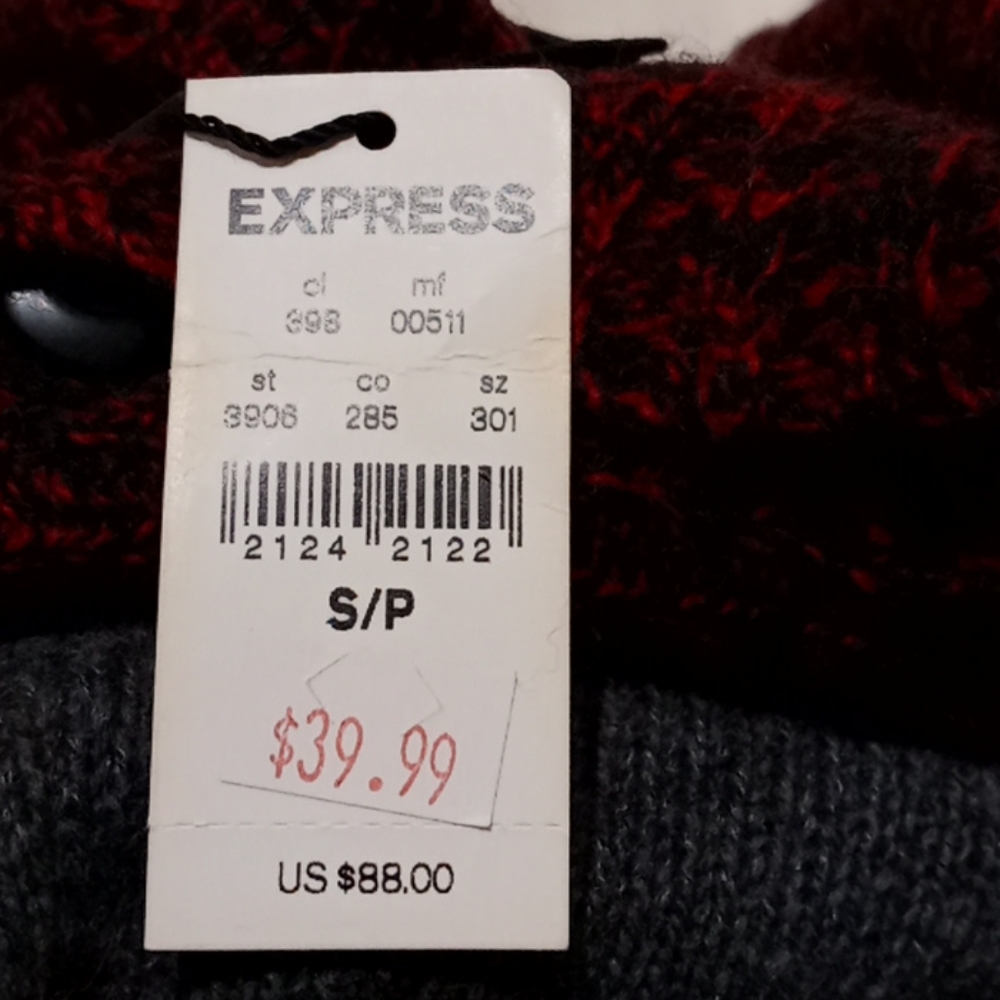 EXPRESS
cl mf
398 00511
st co sz
3906 285 301
2124 2122
S/P
$39.99
US $88.00